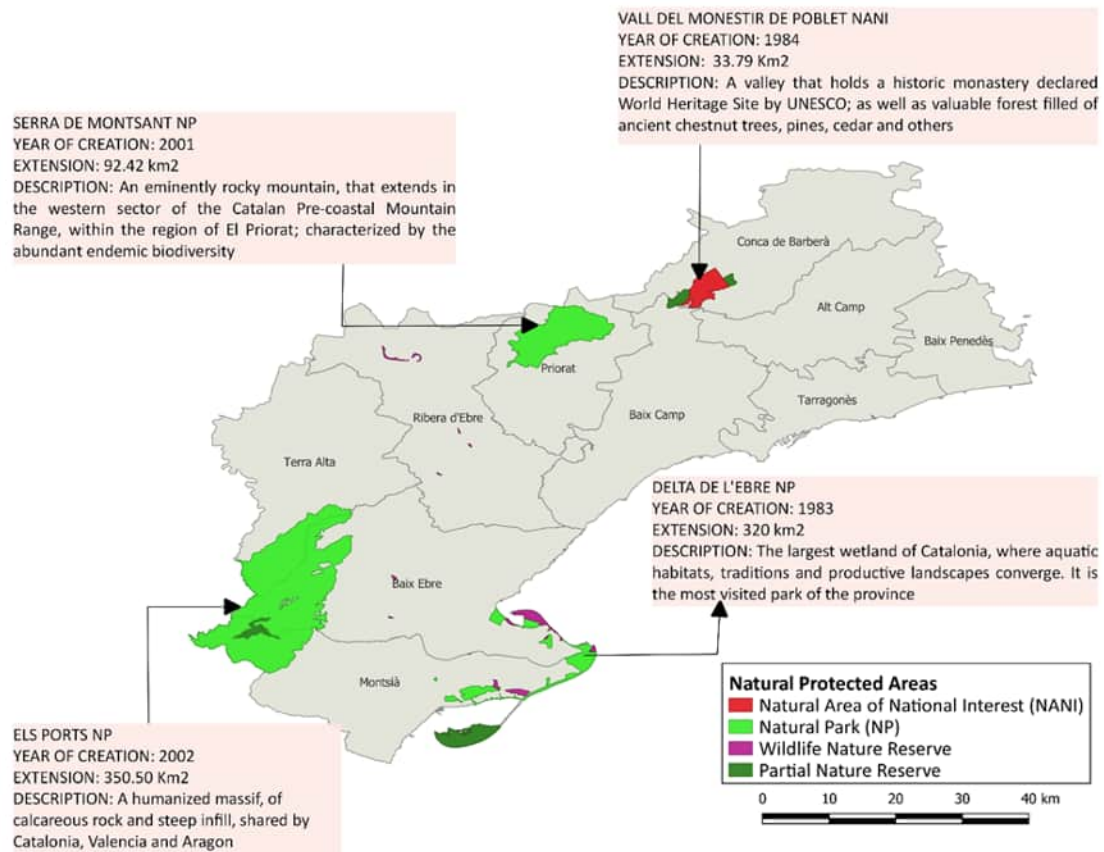 VALL DEL MONESTIR DE POBLET NANI
YEAR OF CREATION: 1984
EXTENSION: 33.79 Km2
DESCRIPTION: A valley that holds a historic monastery declared
World Heritage Site by UNESCO; as well as valuable forest filled of
ancient chestnut trees, pines, cedar and others
SERRA DE MONTSANT NP
YEAR OF CREATION: 2001
EXTENSION: 92.42 km2
DESCRIPTION: An eminently rocky mountain, that extends in
the western sector of the Catalan Pre-coastal Mountain
Range, within the region of El Priorat; characterized by the
abundant endemic biodiversity
Conca de Barberà
Alt Camp
Baix Penedès
Priorat
Tarragonès
Baix Camp
Ribera d'Ebre
Terra Alta
DELTA DE L'EBRE NP
YEAR OF CREATION: 1983
EXTENSION: 320 km2
DESCRIPTION: The largest wetland of Catalonia, where aquatic
habitats, traditions and productive landscapes converge. It is
the most visited park of the province
Baix Ebre
Montsià
Natural Protected Areas
Natural Area of National Interest (NANI)
Natural Park (NP)
Wildlife Nature Reserve
Partial Nature Reserve
0 10 20 30 40 km
ELS PORTS NP
YEAR OF CREATION: 2002
EXTENSION: 350.50 Km2
DESCRIPTION: A humanized massif, of
calcareous rock and steep infill, shared by
Catalonia, Valencia and Aragon